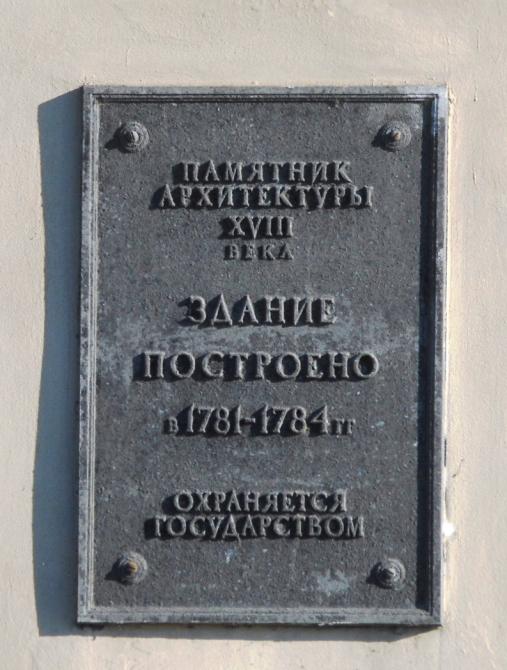 ПАМЯТНИК
АРХИТЕКТУРЫ
XVIII
ВЕКА
ЗДАНИЕ
ПОСТРОЕНО
В 1781-1784 ГГ
ОХРАНЯЕТСЯ
ГОСУДАРСТВОМ